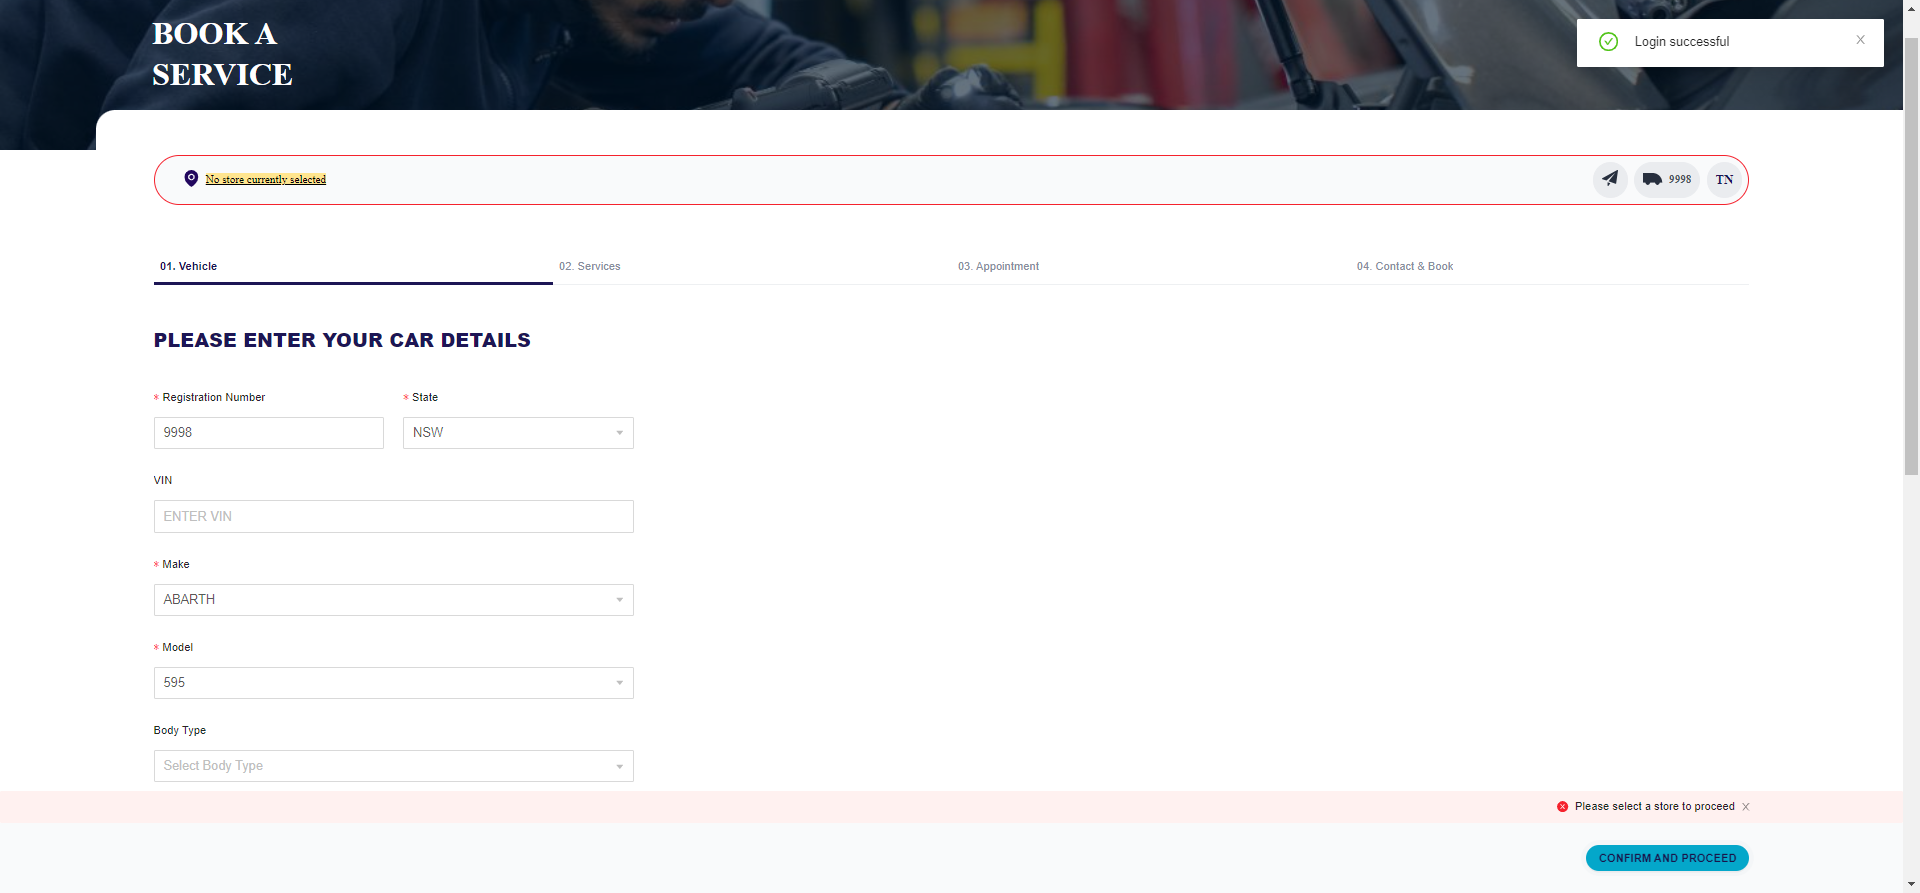 BOOK A
SERVICE
Login successful
No store currently selected
9998
TN
01. Vehicle
02. Services
03. Appointment
04. Contact & Book
PLEASE ENTER YOUR CAR DETAILS
* Registration Number
* State
9998
NSW
VIN
ENTER VIN
* Make
ABARTH
* Model
595
Body Type
Select Body Type
Please select a store to proceed
CONFIRM AND PROCEED